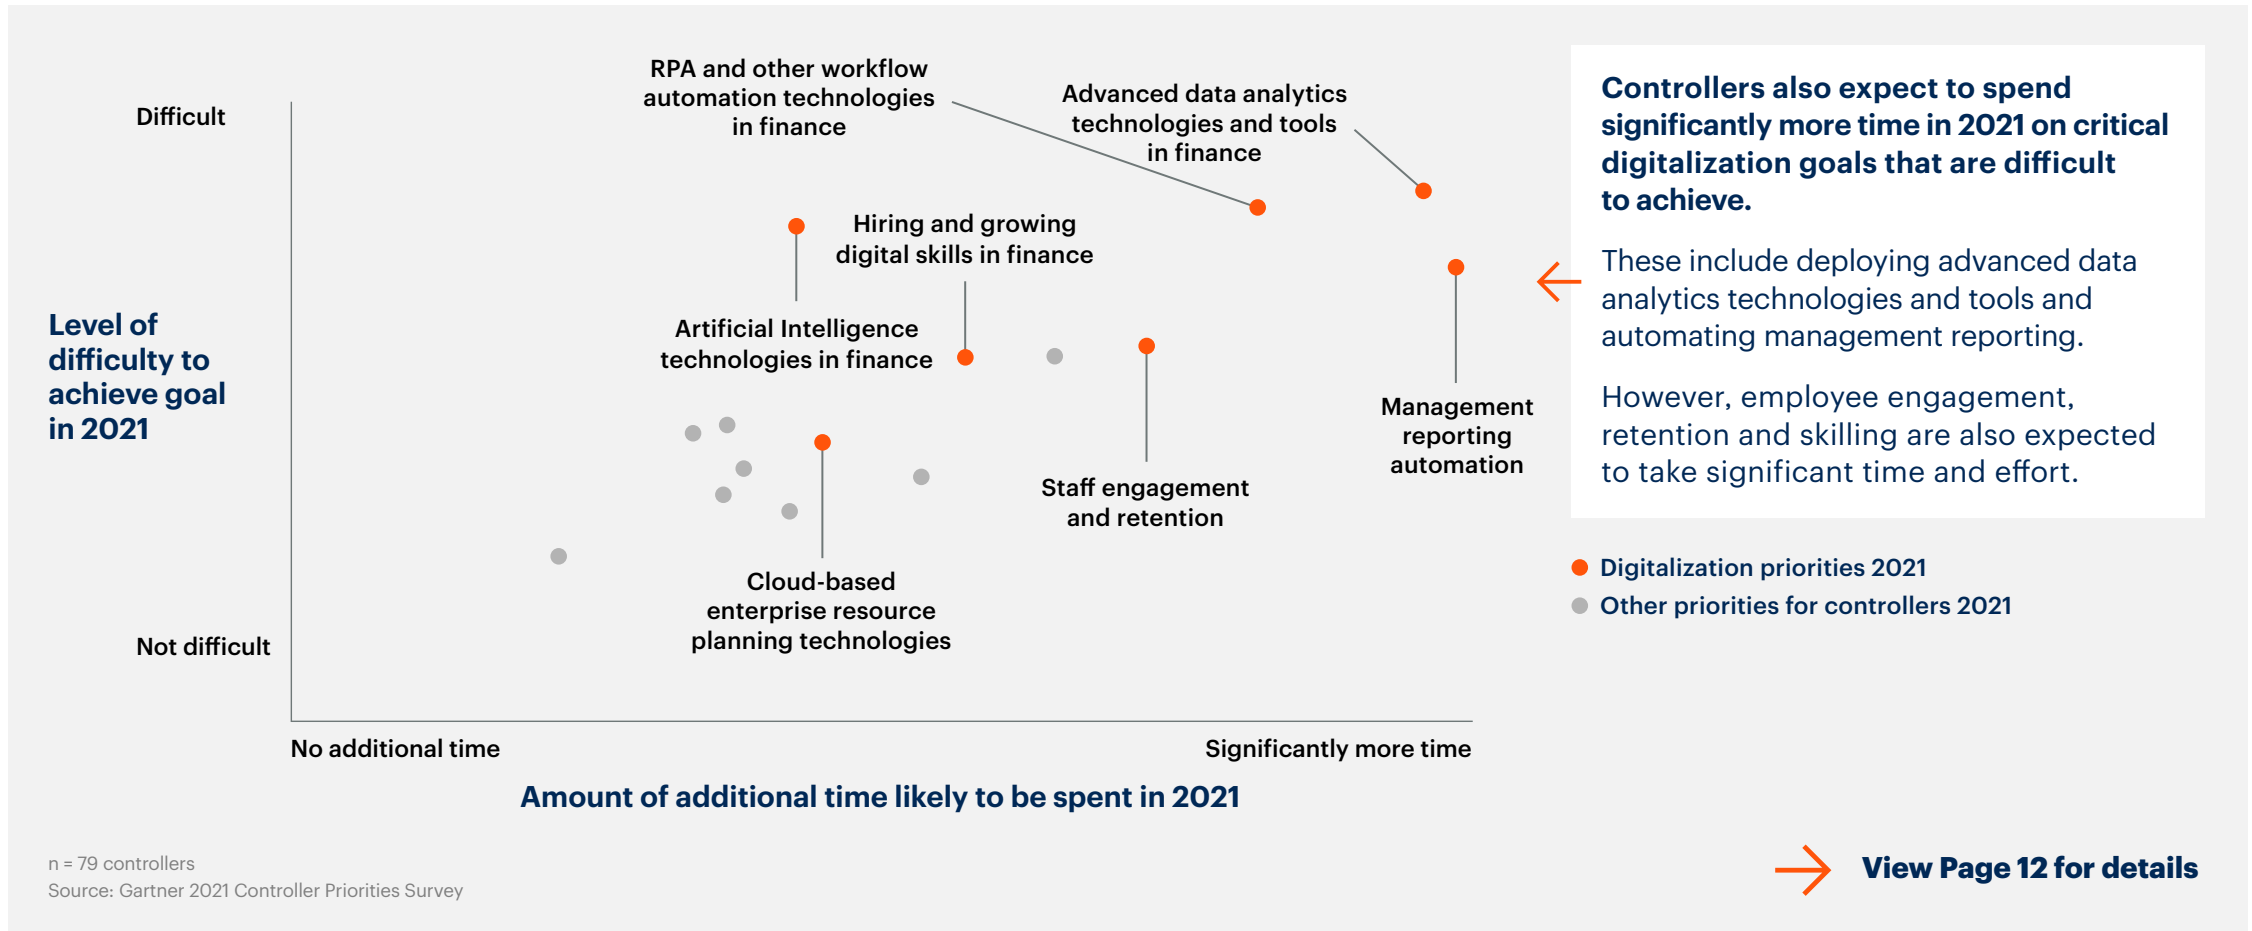 RPA and other workflow
automation technologies
in finance
Advanced data analytics
technologies and tools
in finance
Difficult
Hiring and growing
digital skills in finance
Artificial Intelligence
technologies in finance
Level of
difficulty to
achieve goal
in 2021
Management
reporting
automation
Staff engagement
and retention
Cloud-based
enterprise resource
planning technologies
Not difficult
No additional time
Significantly more time
Amount of additional time likely to be spent in 2021
Controllers also expect to spend
significantly more time in 2021 on critical
digitalization goals that are difficult
to achieve.
These include deploying advanced data
analytics technologies and tools and
automating management reporting.
However, employee engagement,
retention and skilling are also expected
to take significant time and effort.
Digitalization priorities 2021
Other priorities for controllers 2021
n = 79 controllers
Source: Gartner 2021 Controller Priorities Survey
View Page 12 for details